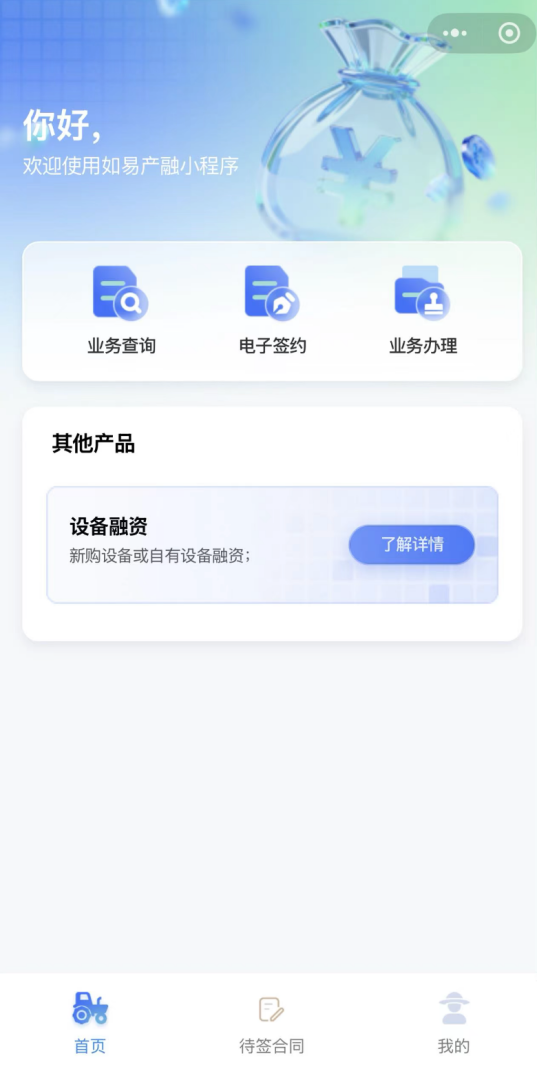 你好,
欢迎使用如易产融小程序
业务查询
电子签约
业务办理
其他产品
设备融资
新购设备或自有设备融资；
了解详情
首页
待签合同
我的